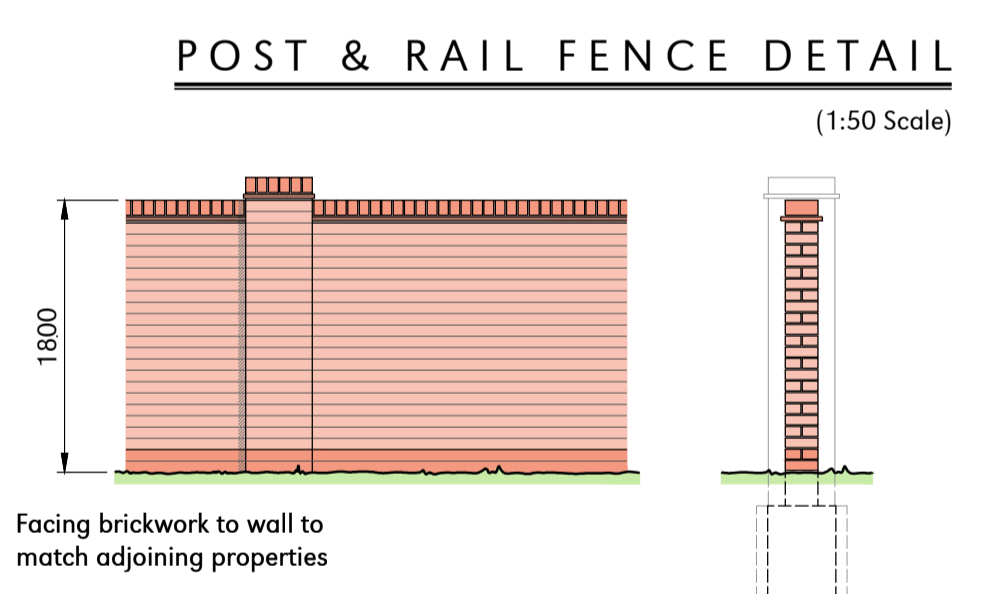 POST & RAIL FENCE DETAIL
(1:50 Scale)
1800
Facing brickwork to wall to
match adjoining properties